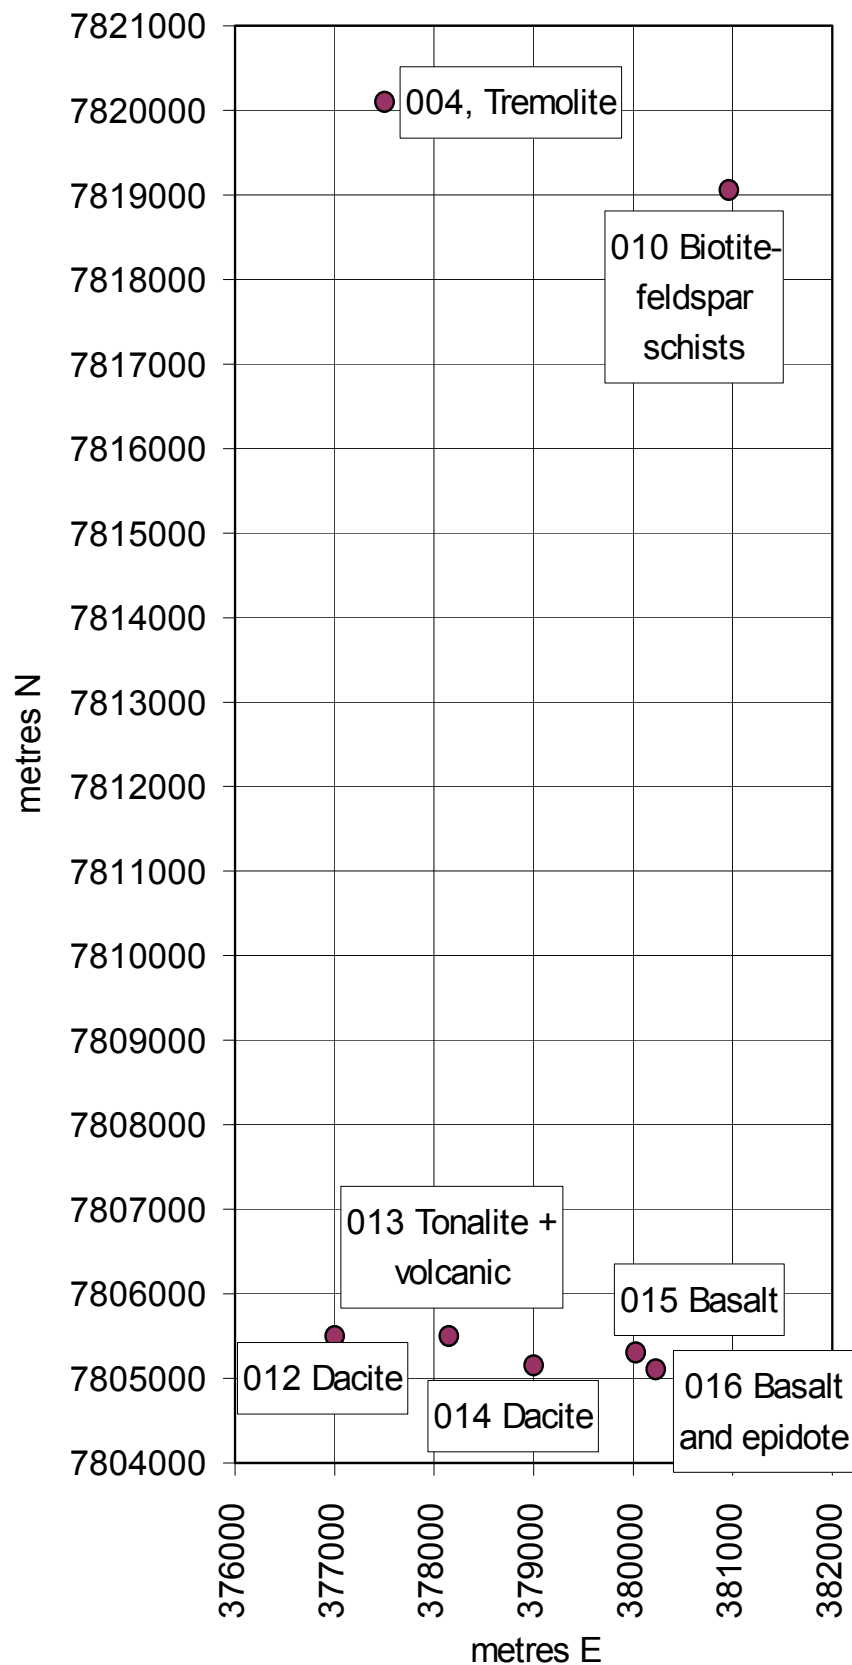 7821000
7820000
7819000
7818000
7817000
7816000
7815000
7814000
7813000
7812000
7811000
7810000
7809000
7808000
7807000
7806000
7805000
7804000
metres N
004, Tremolite
010 Biotite-
feldspar
schists
013 Tonalite +
volcanic
015 Basalt
012 Dacite
014 Dacite
016 Basalt
and epidote
376000
377000
378000
379000
380000
381000
382000
metres E